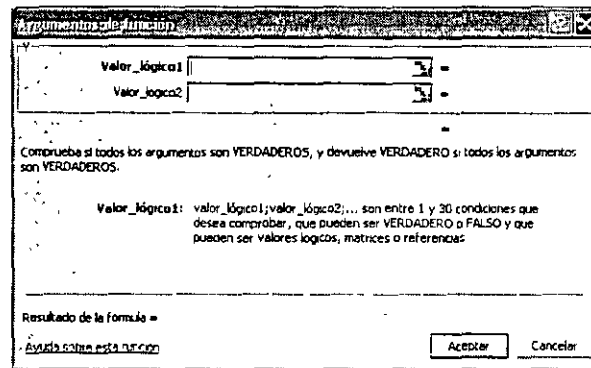 Argumentos de función
Y
Valor_lógico1 =
Valor_logico2 =
=
Comprueba si todos los argumentos son VERDADEROS, y devuelve VERDADERO si todos los argumentos
son VERDADEROS.
Valor_lógico1: valor_lógico1;valor_lógico2;... son entre 1 y 30 condiciones que
desea comprobar, que pueden ser VERDADERO o FALSO y que
pueden ser valores logicos, matrices o referencias
Resultado de la formula =
Ayuda sobre esta función
Aceptar
Cancelar